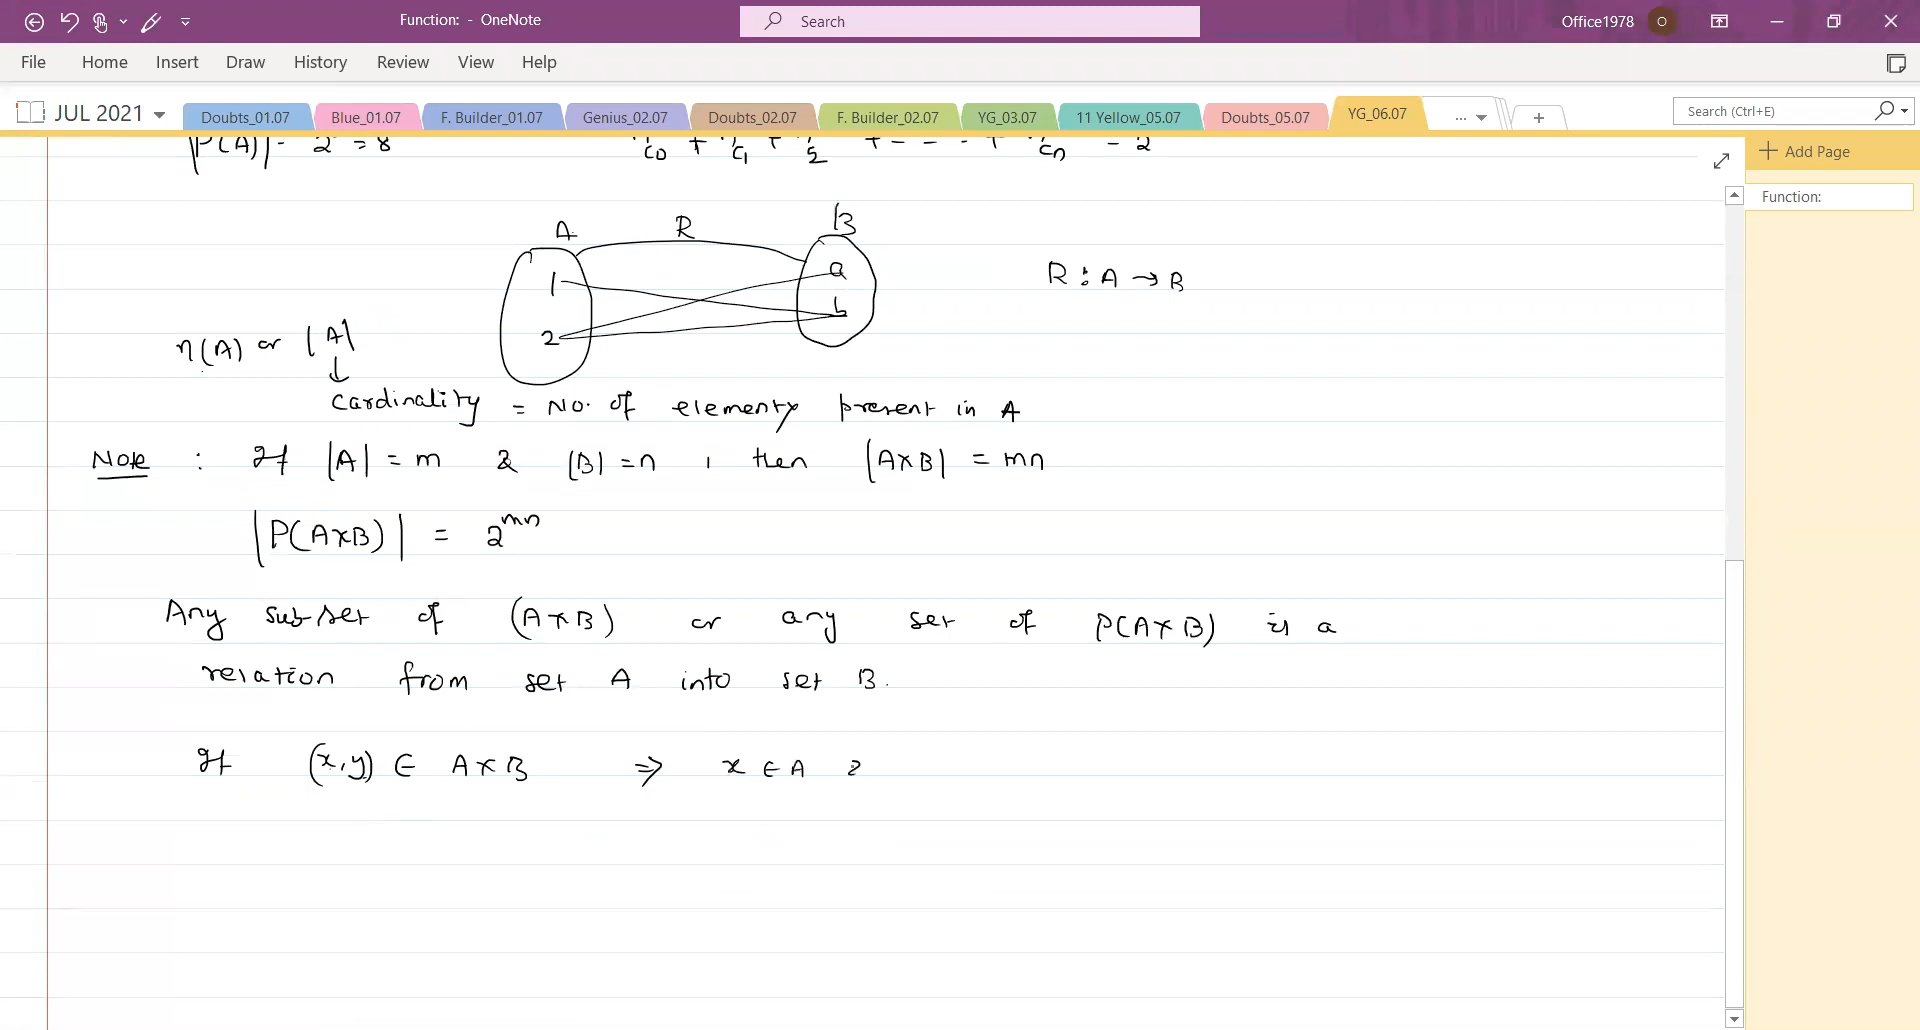 Function: - OneNote
Search
Office1978
File Home Insert Draw History Review View Help
JUL 2021
Doubts_01.07 Blue_01.07 F. Builder_01.07 Genius_02.07 Doubts_02.07 F. Builder_02.07 YG_03.07 11 Yellow_05.07 Doubts_05.07 YG_06.07 ...
Search (Ctrl+E)
Add Page
Function:
|P(A)| = 2 = 8
A R B
1 a
2 b
R : A → B
n(A) or |A|
↓
Cardinality = No. of elements present in A
Note : If |A| = m & |B| = n , then |A×B| = mn
|P(A×B)| = 2^mn
Any subset of (A×B) or any set of P(A×B) is a
relation from set A into set B.
If (x,y) ∈ A×B ⇒ x ∈ A &